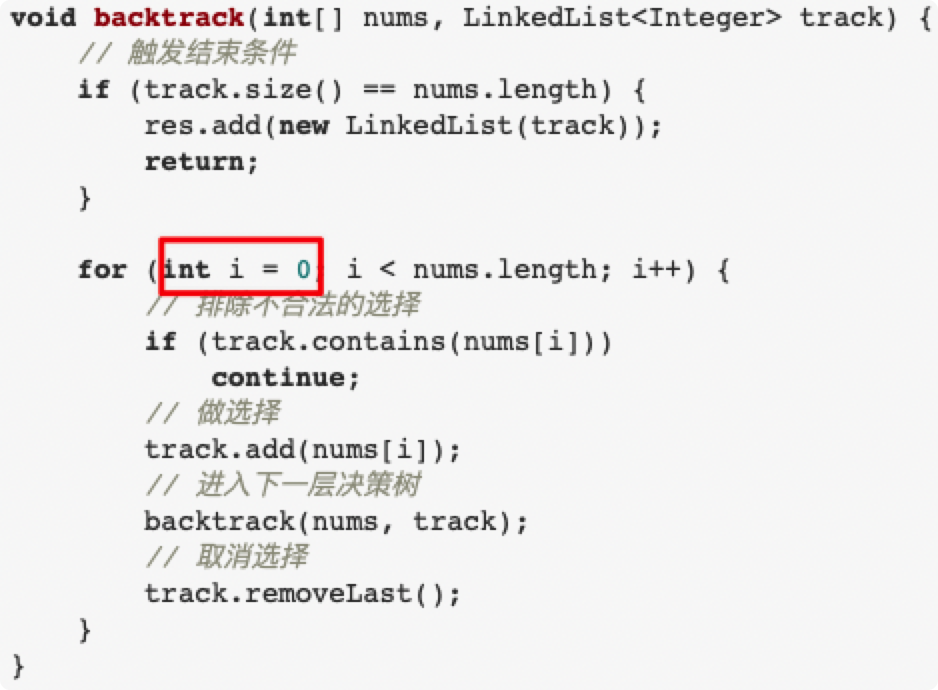 void backtrack(int[] nums, LinkedList<Integer> track) {
    // 触发结束条件
    if (track.size() == nums.length) {
        res.add(new LinkedList(track));
        return;
    }

    for (int i = 0; i < nums.length; i++) {
        // 排除不合法的选择
        if (track.contains(nums[i]))
            continue;
        // 做选择
        track.add(nums[i]);
        // 进入下一层决策树
        backtrack(nums, track);
        // 取消选择
        track.removeLast();
    }
}